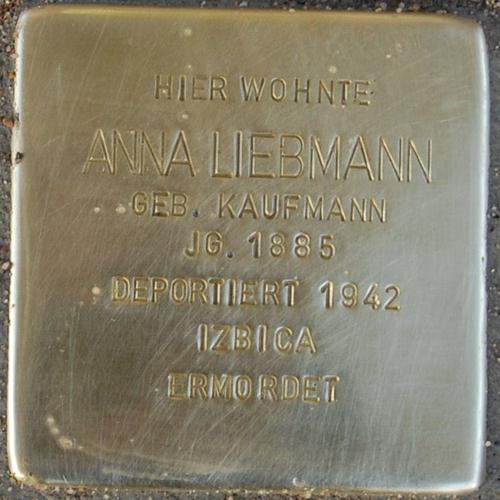 HIER WOHNTE
ANNA LIEBMANN
GEB. KAUFMANN
JG. 1885
DEPORTIERT 1942
IZBICA
ERMORDET